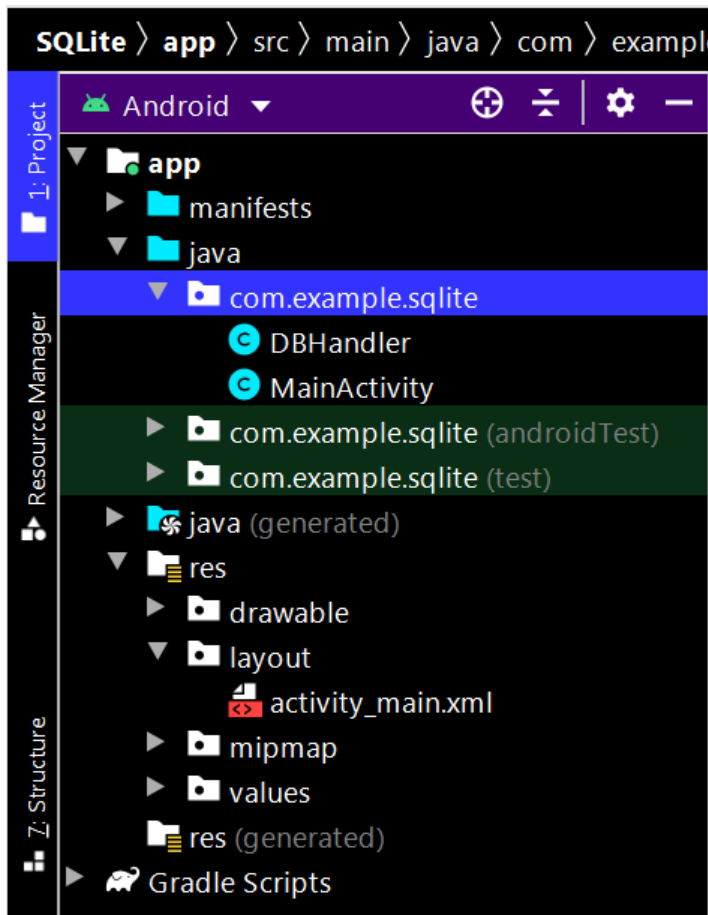 SQLite 〉 app 〉 src 〉 main 〉 java 〉 com 〉
Android
1: Project
app
manifests
java
com.example.sqlite
DBHandler
MainActivity
com.example.sqlite (androidTest)
com.example.sqlite (test)
java (generated)
res
drawable
layout
activity_main.xml
mipmap
values
res (generated)
Gradle Scripts
Resource Manager
7: Structure